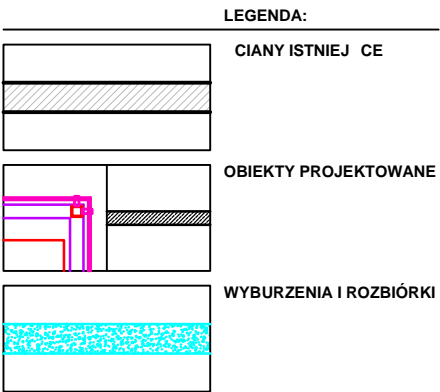 LEGENDA:
CIANY ISTNIEJ CE
OBIEKTY PROJEKTOWANE
WYBURZENIA I ROZBIÓRKI